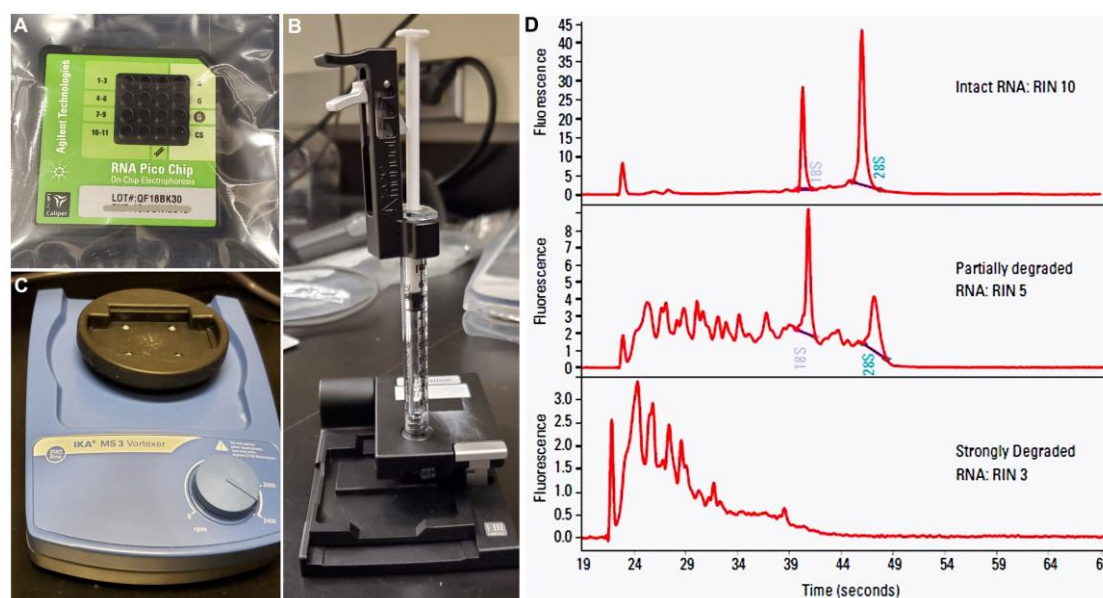 A
Agilent Technologies
1-3
4-6
7-9
10-11
G
G
CS
RNA Pico Chip
On-Chip-Electrophoresis
Caliper
B
C
IKA® MS 3 Vortexer
0
rpm
2400
D
Fluorescence
45
40
35
30
25
20
15
10
5
0
Intact RNA: RIN 10
18S
28S
Fluorescence
8
7
6
5
4
3
2
1
0
Partially degraded
RNA: RIN 5
18S
28S
Fluorescence
3.0
2.5
2.0
1.5
1.0
0.5
0.0
Strongly Degraded
RNA: RIN 3
19 24 29 34 39 44 49 54 59 64 6
Time (seconds)